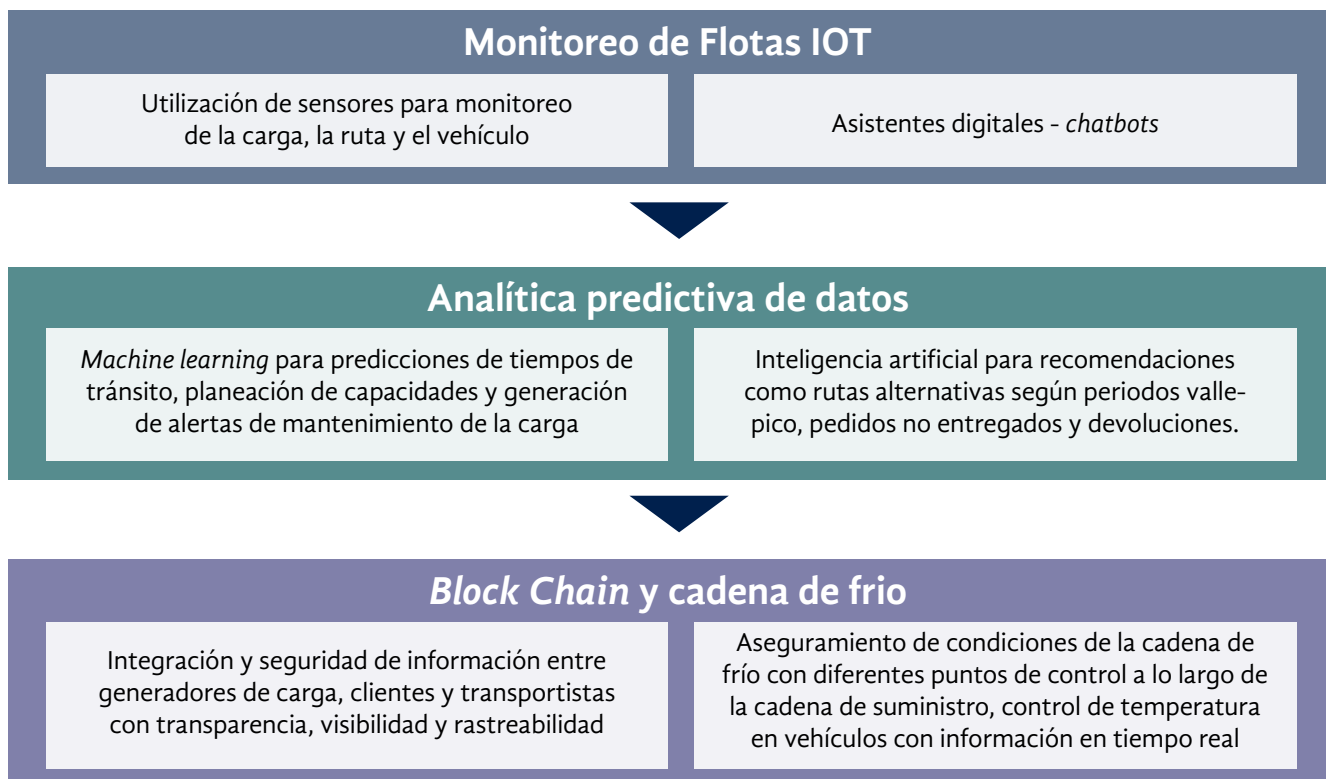 Monitoreo de Flotas IOT
Utilización de sensores para monitoreo
de la carga, la ruta y el vehículo
Asistentes digitales - chatbots
Analítica predictiva de datos
Machine learning para predicciones de tiempos de
tránsito, planeación de capacidades y generación
de alertas de mantenimiento de la carga
Inteligencia artificial para recomendaciones
como rutas alternativas según periodos valle-
pico, pedidos no entregados y devoluciones.
Block Chain y cadena de frio
Integración y seguridad de información entre
generadores de carga, clientes y transportistas
con transparencia, visibilidad y rastreabilidad
Aseguramiento de condiciones de la cadena de
frío con diferentes puntos de control a lo largo de
la cadena de suministro, control de temperatura
en vehículos con información en tiempo real